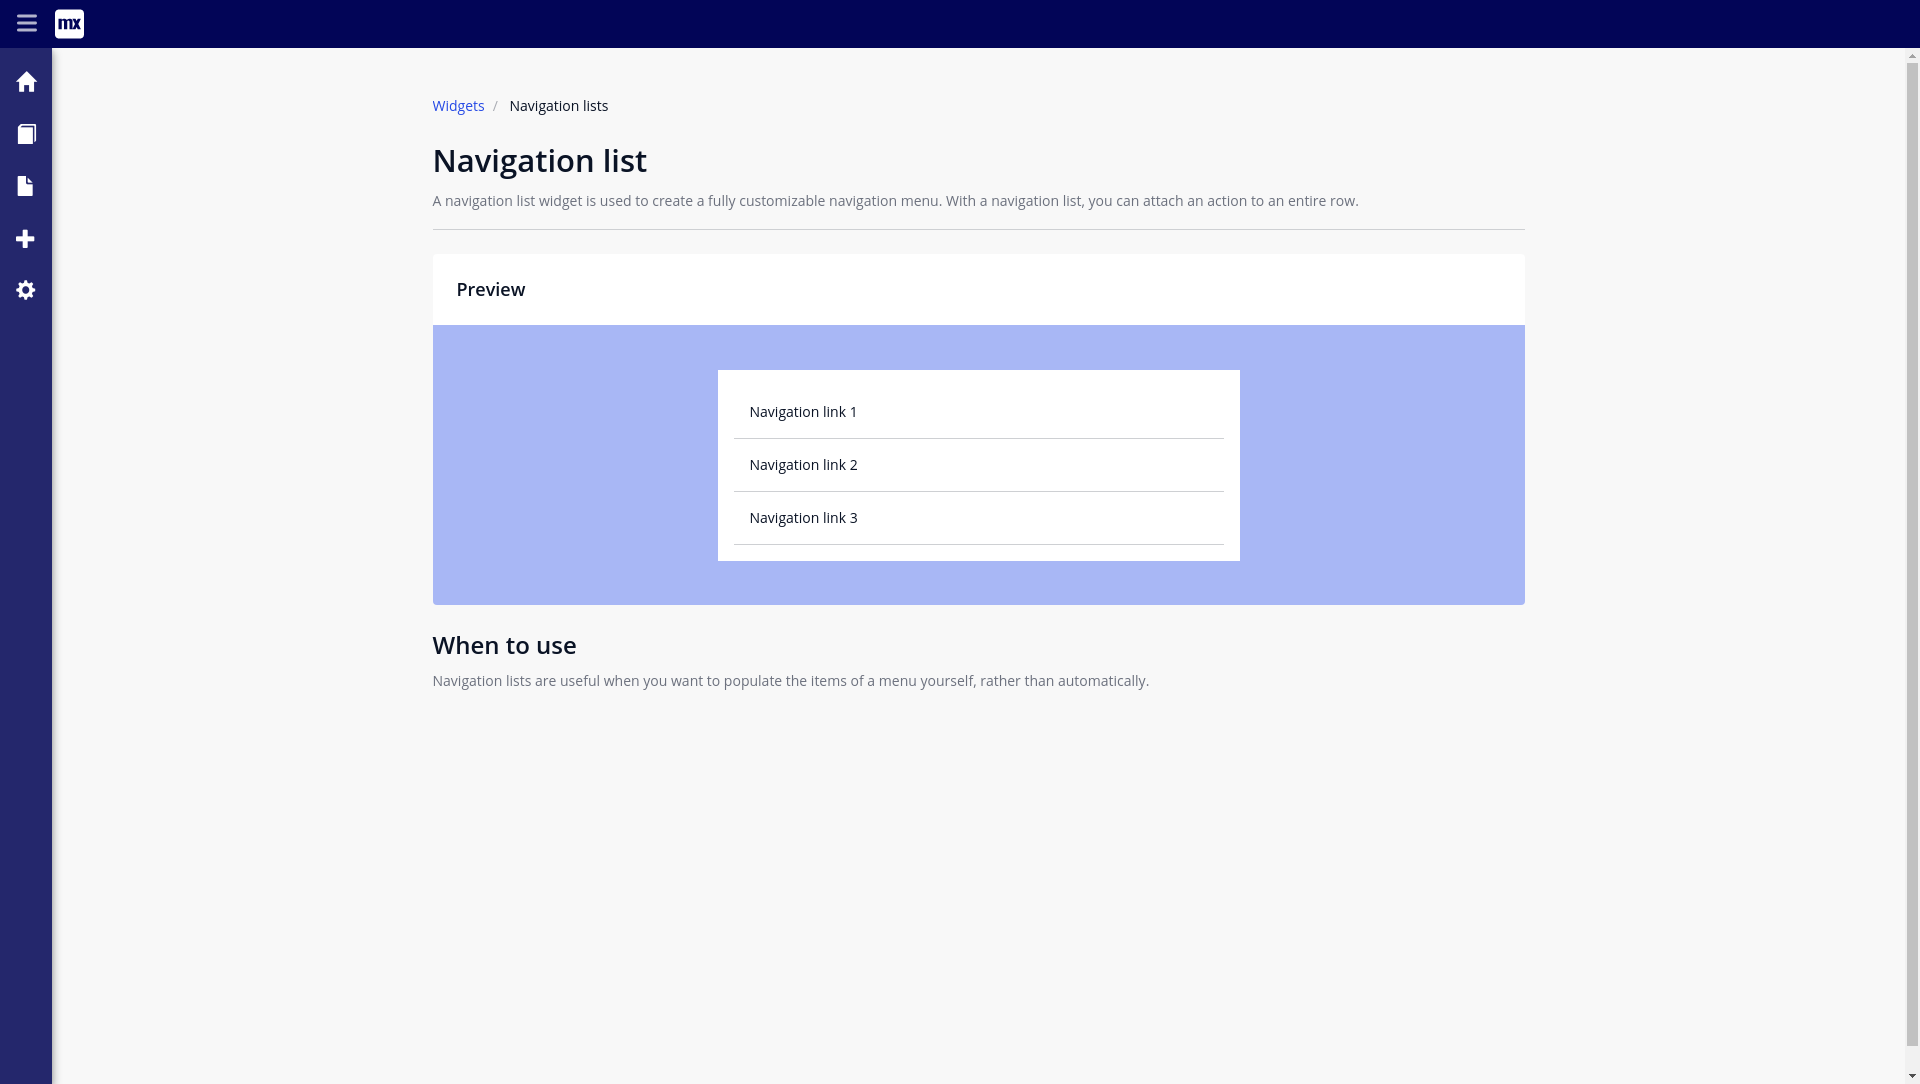 mx
Widgets / Navigation lists
Navigation list
A navigation list widget is used to create a fully customizable navigation menu. With a navigation list, you can attach an action to an entire row.
Preview
Navigation link 1
Navigation link 2
Navigation link 3
When to use
Navigation lists are useful when you want to populate the items of a menu yourself, rather than automatically.